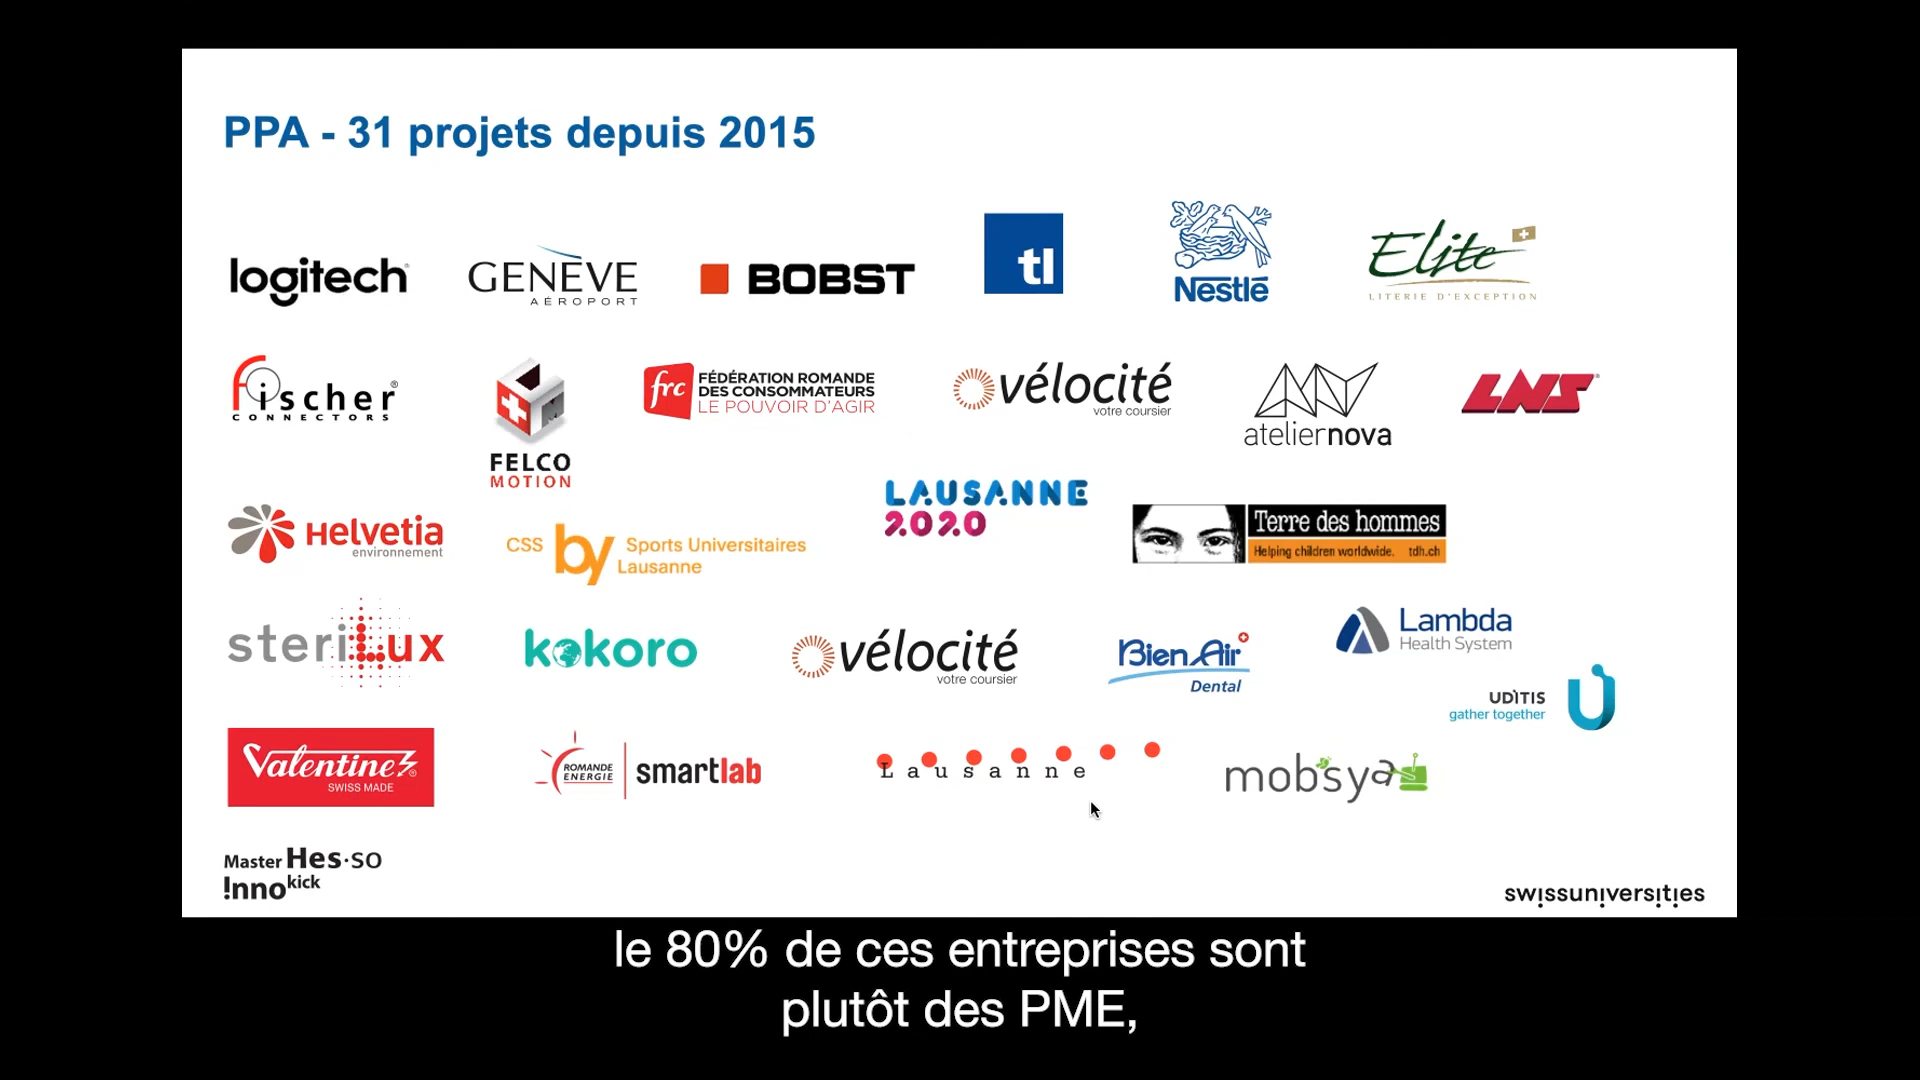 PPA - 31 projets depuis 2015
logitech
GENÈVE
AÉROPORT
BOBST
tl
Nestlé
Elite
LITERIE D'EXCEPTION
fischer®
CONNECTORS
FELCO
MOTION
frc
FÉDÉRATION ROMANDE
DES CONSOMMATEURS
LE POUVOIR D'AGIR
vélocité
votre coursier
ateliernova
LNS®
Helvetia
environnement
CSS by Sports Universitaires
Lausanne
LAUSANNE
2020
Terre des hommes
Helping children worldwide. tdh.ch
steriLux
kokoro
vélocité
votre coursier
Bien Air
Dental
Lambda
Health System
UDITIS
gather together
Valentine®
SWISS MADE
ROMANDE
ENERGIE
smartlab
Lausanne
mobsya
Master Hes·SO
!nnokick
swissuniversities
le 80% de ces entreprises sont
plutôt des PME,